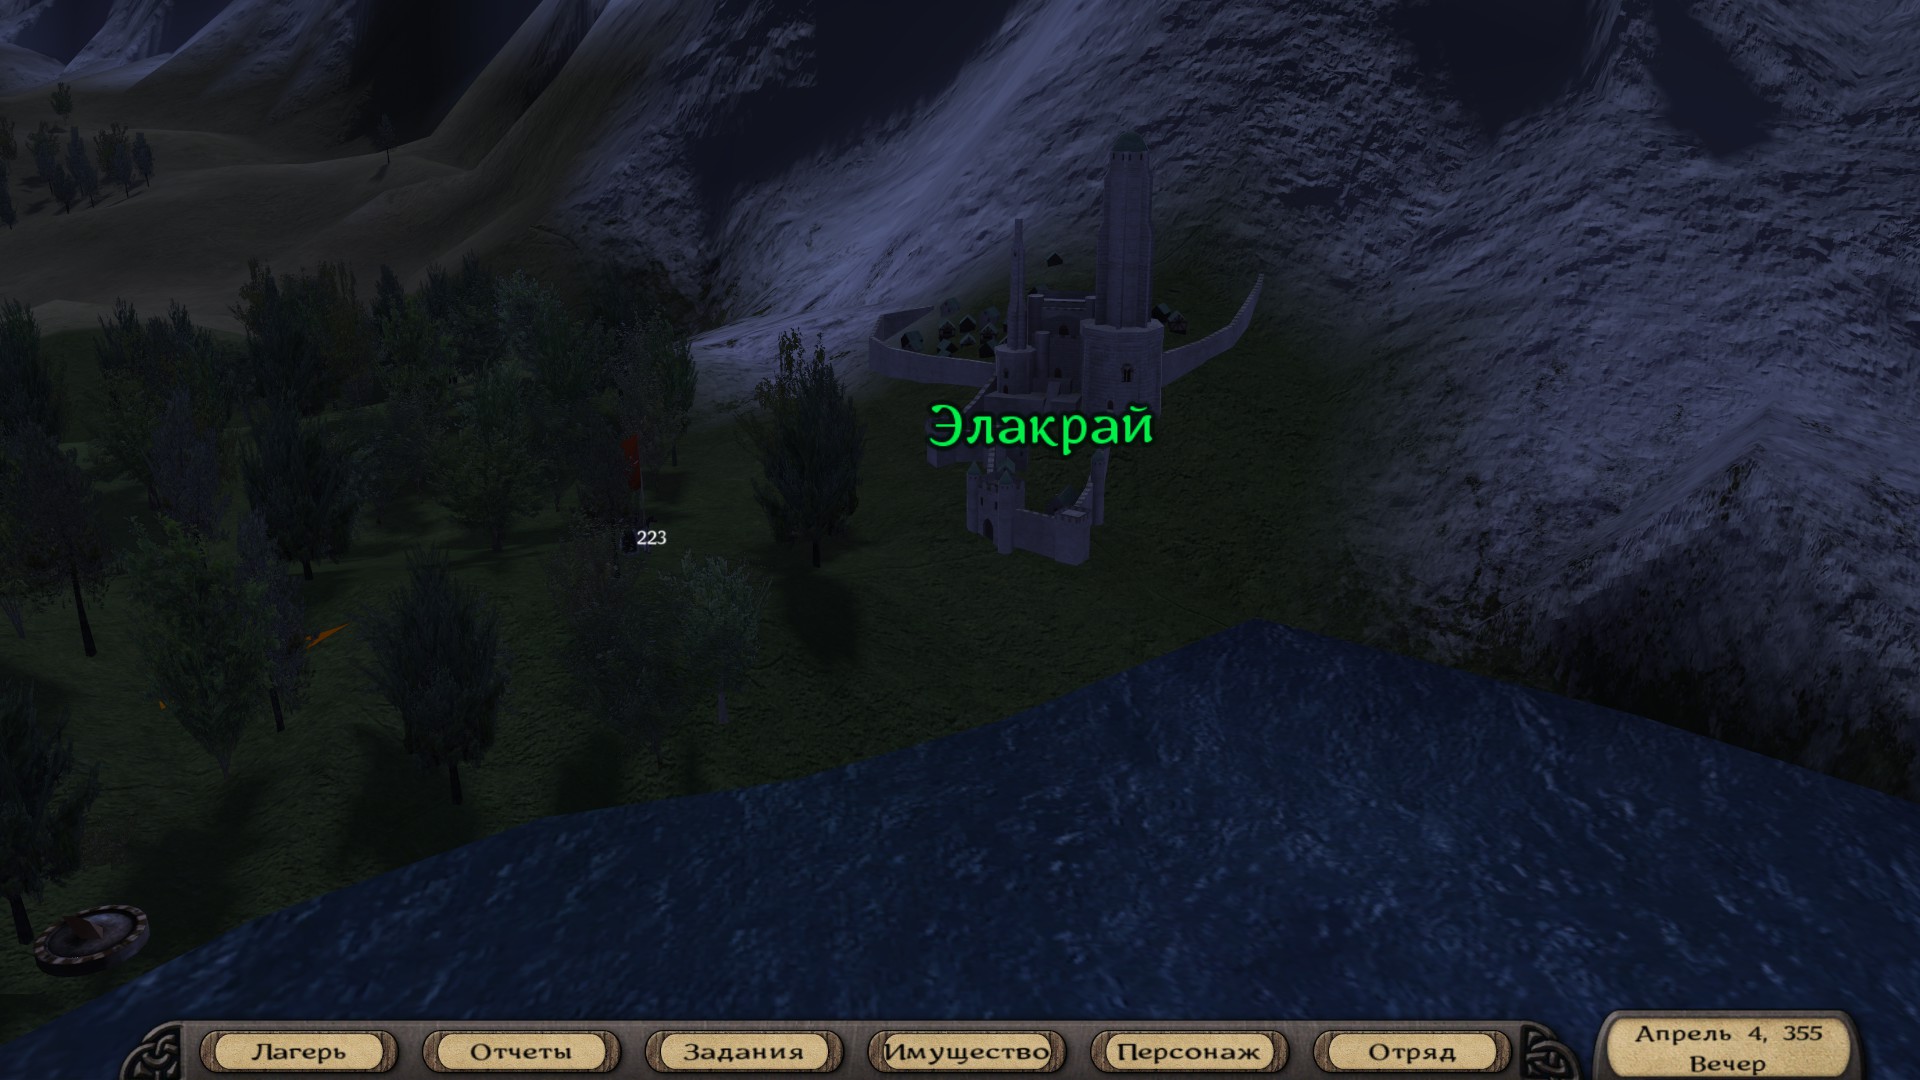 Элакрай
223
Лагерь
Отчеты
Задания
Имущество
Персонаж
Отряд
Апрель 4, 355
Вечер